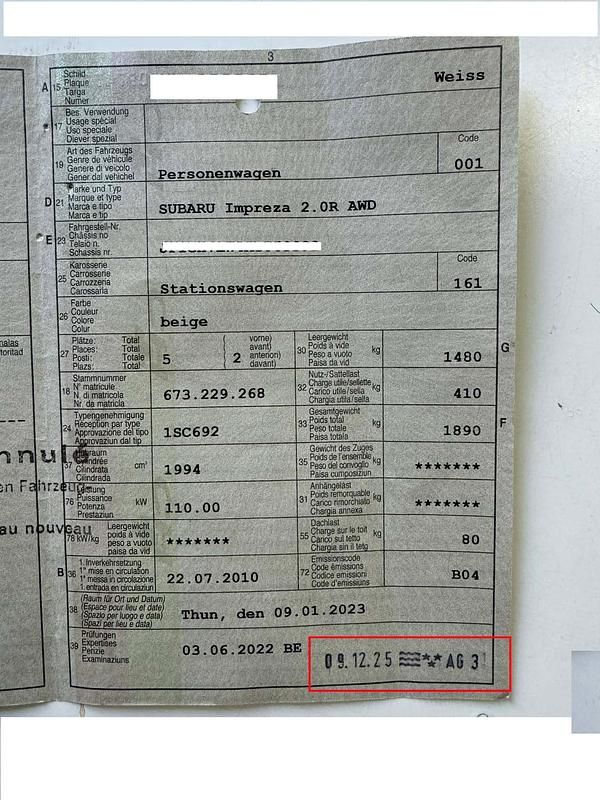 3
A 15 Schild
Plaque
Targa
Numer
Weiss
17 Bes. Verwendung
Usage spécial
Uso speciale
Diever spezial
19 Art des Fahrzeugs
Genre de véhicule
Genere di veicolo
Gener dal vehichel
Personenwagen
Code
001
D 21 Marke und Typ
Marque et type
Marca e tipo
Marca e tip
SUBARU Impreza 2.0R AWD
E 23 Fahrgestell-Nr.
Châssis no
Telaio n.
Schassis nr.
25 Karosserie
Carrosserie
Carrozzeria
Carossaria
Stationswagen
Code
161
26 Farbe
Couleur
Colore
Colur
beige
27 Plätze: Total
Places: Total
Posti: Totale
Plazs: Total
5
2
vorne)
avant)
anteriori)
davant)
30 Leergewicht
Poids à vide
Peso a vuoto
Paisa da vid
kg
1480
G
18 Stammnummer
N° matricule
N. di matricola
Nr. da matricla
673.229.268
32 Nutz-/Sattellast
Charge utile/sellette
Carico utile/sella
Chargia utila/sella
kg
410
24 Typengenehmigung
Réception par type
Approvazione del tipo
Approvaziun dal tip
1SC692
33 Gesamtgewicht
Poids total
Peso totale
Paisa totala
kg
1890
F
37 Hubraum
Cylindrée
Cilindrata
Cilindrada
cm³
1994
35 Gewicht des Zuges
Poids de l'ensemble
Peso del convoglio
Paisa cumposiziun
kg
*******
76 Leistung
Puissance
Potenza
Prestaziun
kW
110.00
31 Anhängelast
Poids remorquable
Carico rimorchiato
Chargia annexa
kg
*******
78 kW/kg
Leergewicht
poids à vide
peso a vuoto
paisa da vid
*******
55 Dachlast
Charge sur le toit
Carico sul tetto
Chargia sin il tetg
kg
80
B 36 1.Inverkehrsetzung
1re mise en circulation
1a messa in circolazione
1. entrada en circulaziun
22.07.2010
72 Emissionscode
Code émissions
Codice emissioni
Code d'emissiuns
B04
38 (Raum für Ort und Datum)
(Espace pour lieu et date)
(Spazio per luogo e data)
(Spazi per lieu e data)
Thun, den 09.01.2023
39 Prüfungen
Expertises
Perizie
Examinaziuns
03.06.2022 BE
09.12.25 AG 3
nnulé
en Fahrzeug
au nouveau